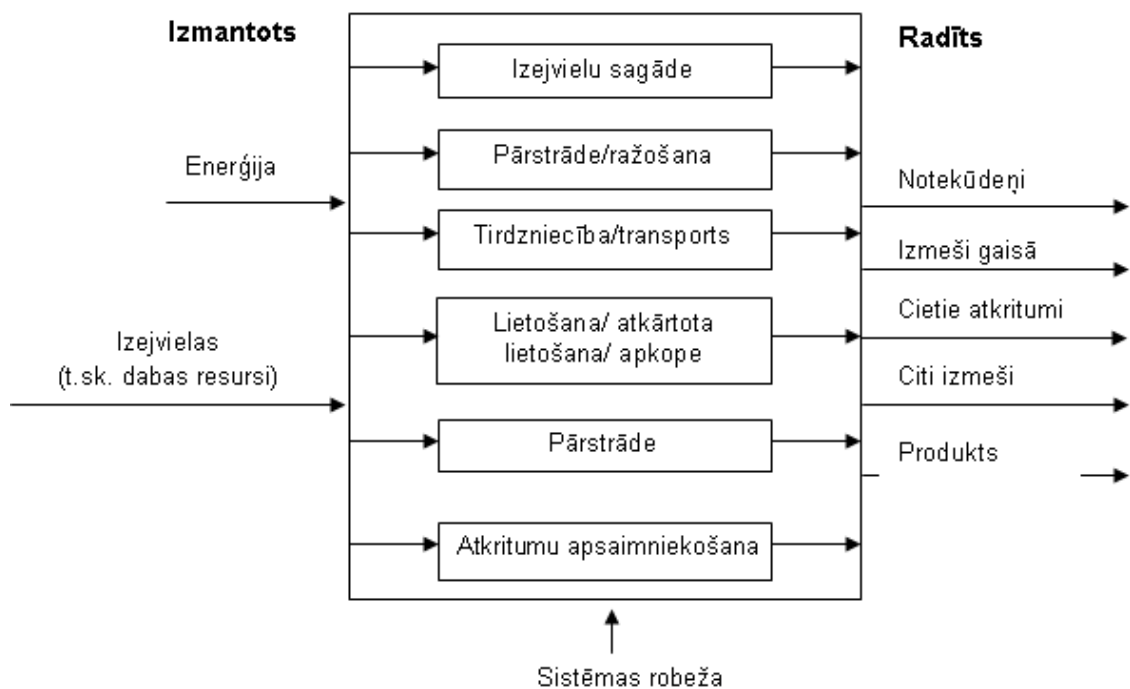 Izmantots
Radīts
Izejvielu sagāde
Pārstrāde/ražošana
Enerģija
Notekūdeņi
Tirdzniecība/transports
Izmeši gaisā
Lietošana/ atkārtota
lietošana/ apkope
Cietie atkritumi
Izejvielas
(t.sk. dabas resursi)
Citi izmeši
Pārstrāde
Produkts
Atkritumu apsaimniekošana
Sistēmas robeža